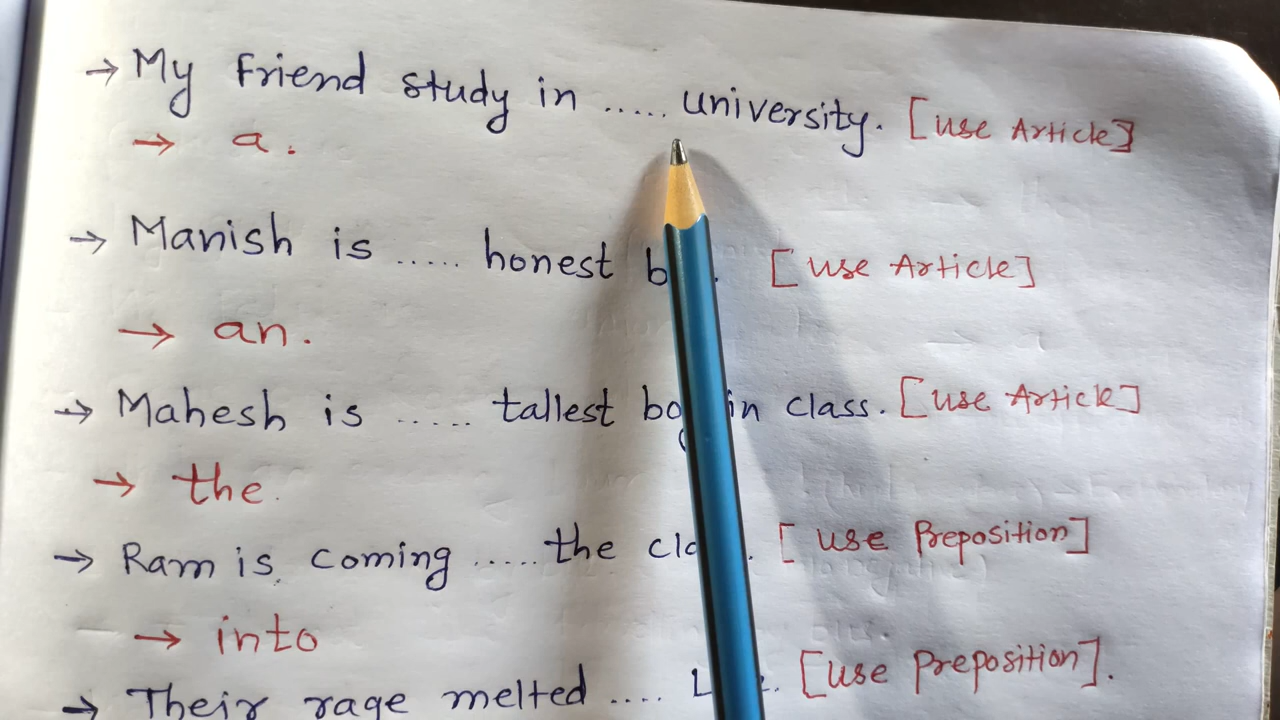 → My friend study in ..... university. [use Article]
→ a.
→ Manish is ..... honest [use Article]
→ an.
→ Mahesh is ..... tallest boy in class. [use Article]
→ the.
→ Ram is coming ..... the [use Preposition]
→ into
→ Their rage melted .... [use preposition].